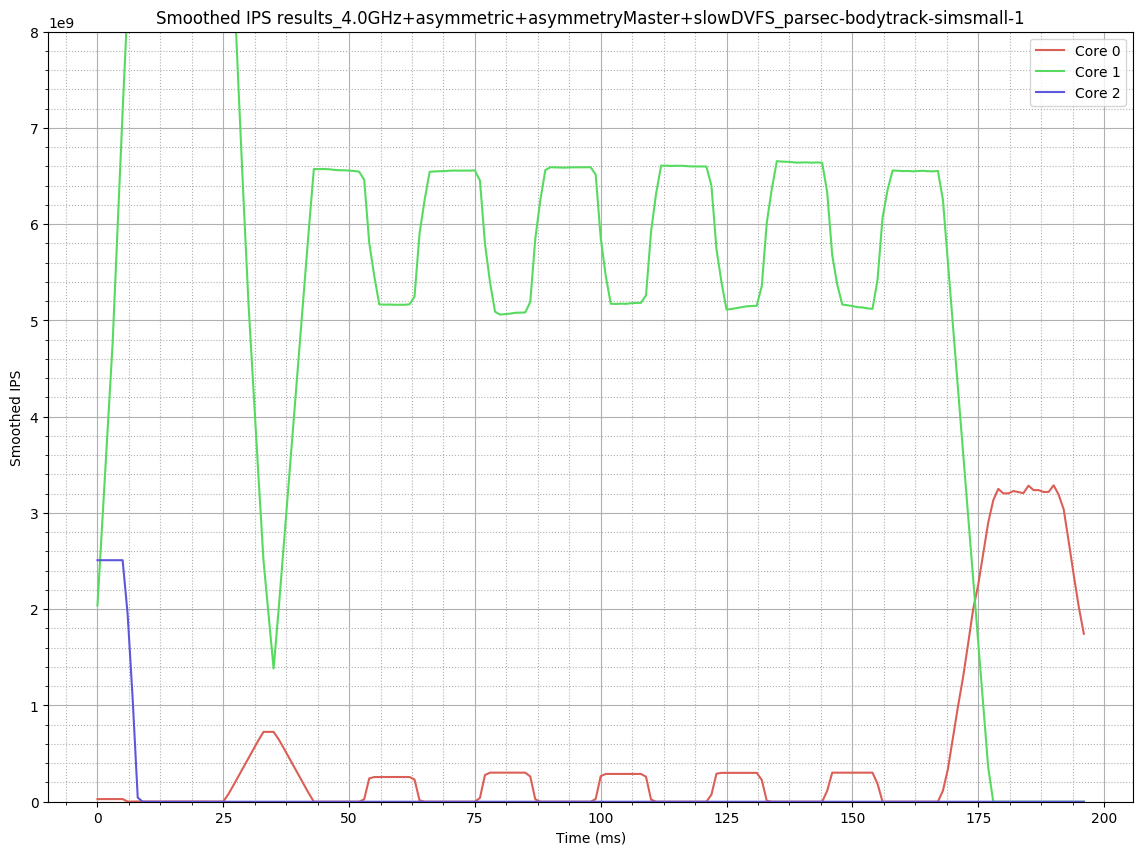 Smoothed IPS results_4.0GHz+asymmetric+asymmetryMaster+slowDVFS_parsec-bodytrack-simsmall-1
1e9
8
7
6
5
4
3
2
1
0
Smoothed IPS
Core 0
Core 1
Core 2
0 25 50 75 100 125 150 175 200
Time (ms)